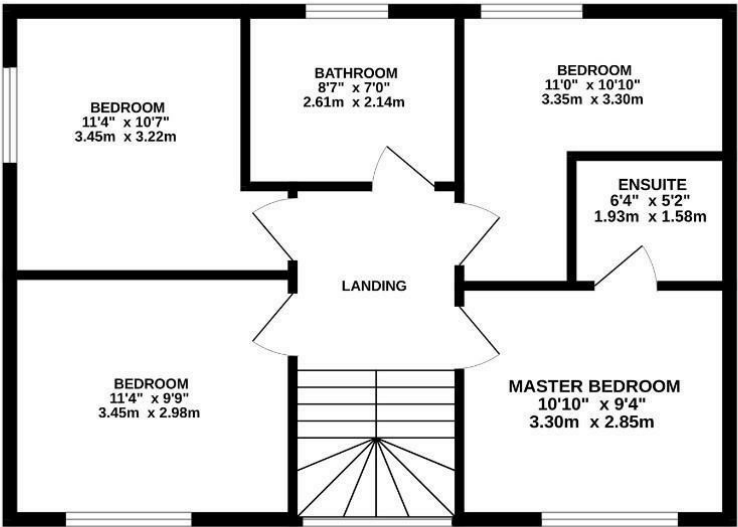 BATHROOM
8'7" x 7'0"
2.61m x 2.14m
BEDROOM
11'0" x 10'10"
3.35m x 3.30m
BEDROOM
11'4" x 10'7"
3.45m x 3.22m
ENSUITE
6'4" x 5'2"
1.93m x 1.58m
LANDING
BEDROOM
11'4" x 9'9"
3.45m x 2.98m
MASTER BEDROOM
10'10" x 9'4"
3.30m x 2.85m